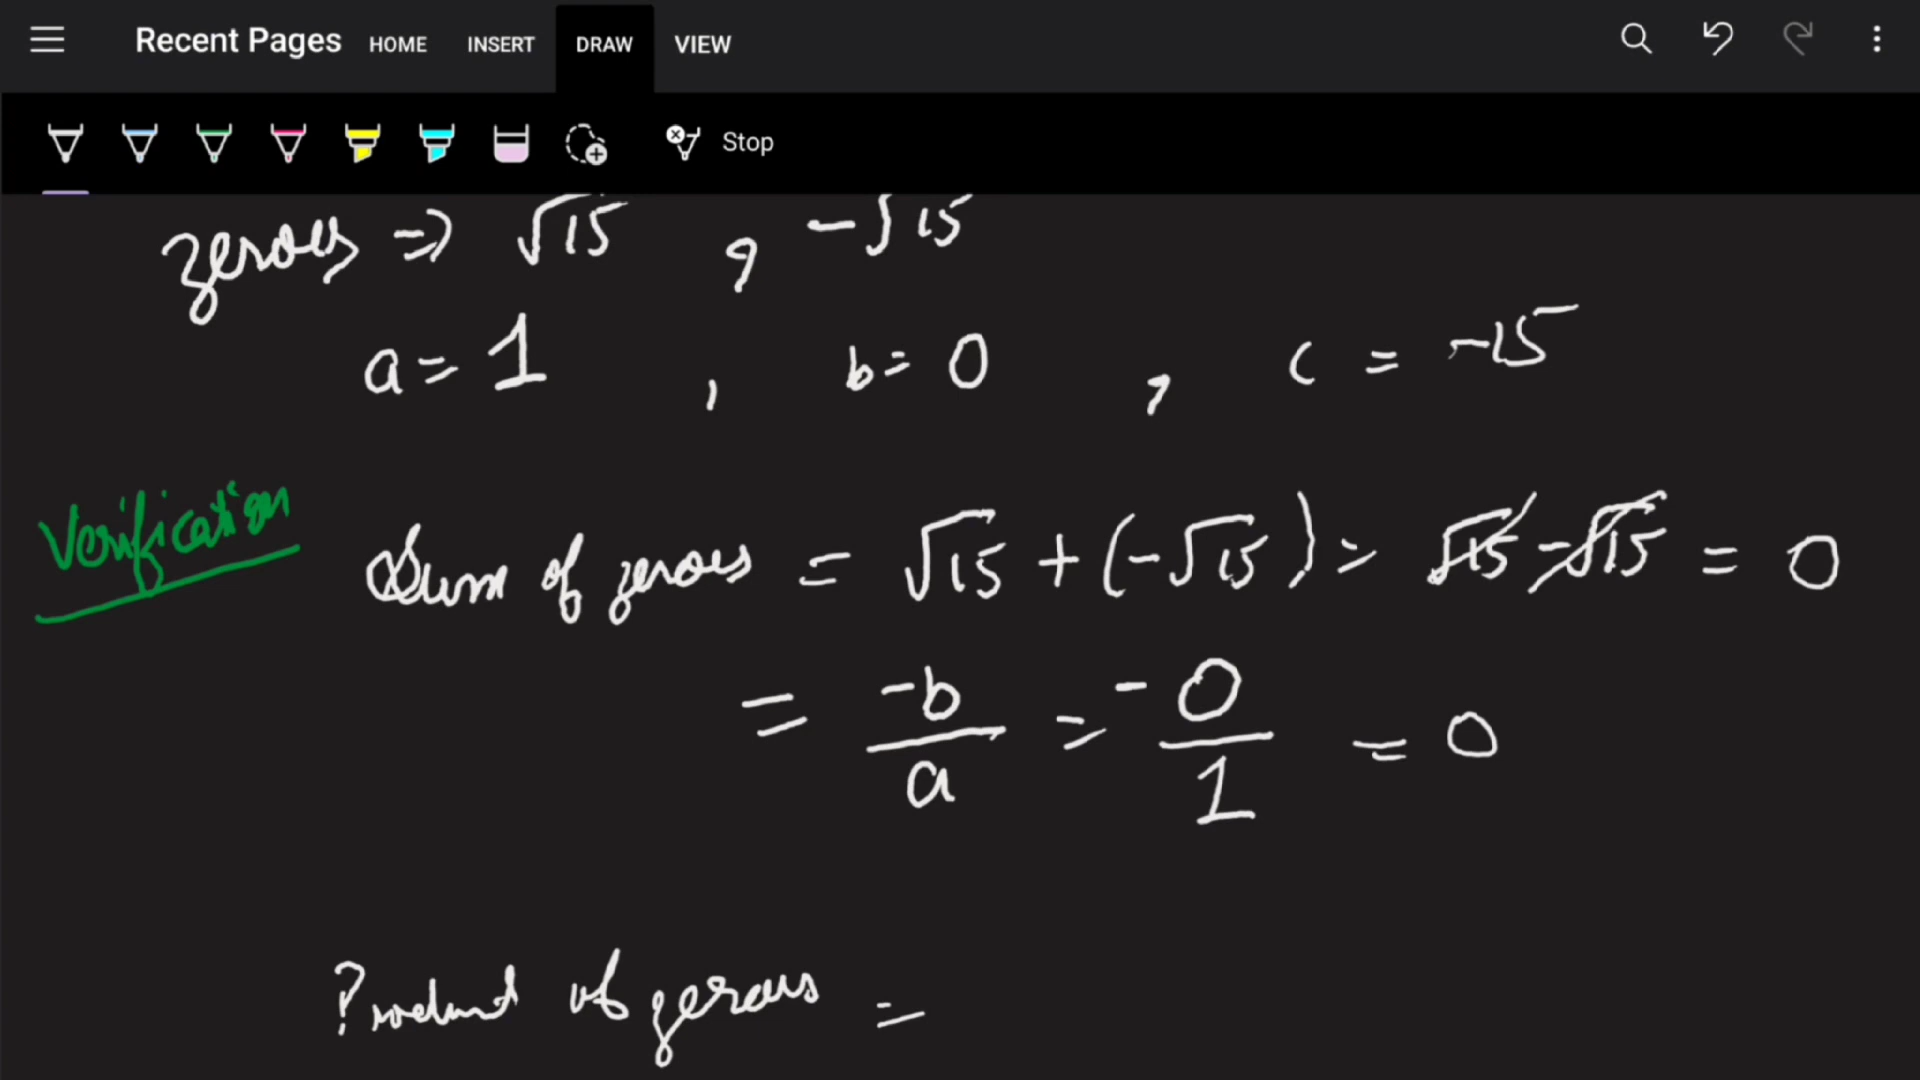 Recent Pages HOME INSERT DRAW VIEW
Stop
zeroes => √15 , -√15
a = 1 , b = 0 , c = -15
Verification
Sum of zeroes = √15 + (-√15) = √15 - √15 = 0
= -b/a = -0/1 = 0
Product of zeroes =